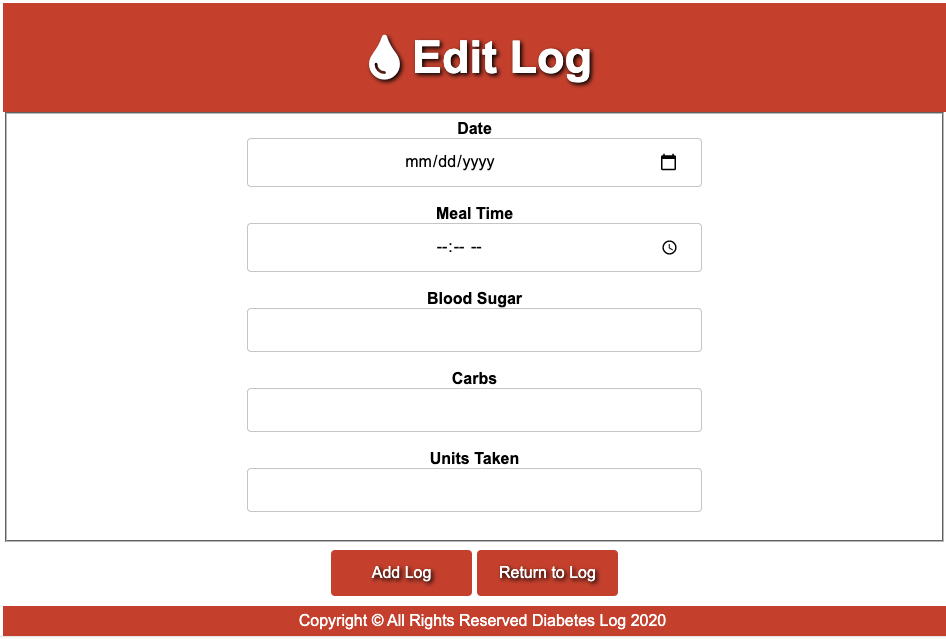 Edit Log
Date
mm/dd/yyyy
Meal Time
--:-- --
Blood Sugar
Carbs
Units Taken
Add Log Return to Log
Copyright © All Rights Reserved Diabetes Log 2020